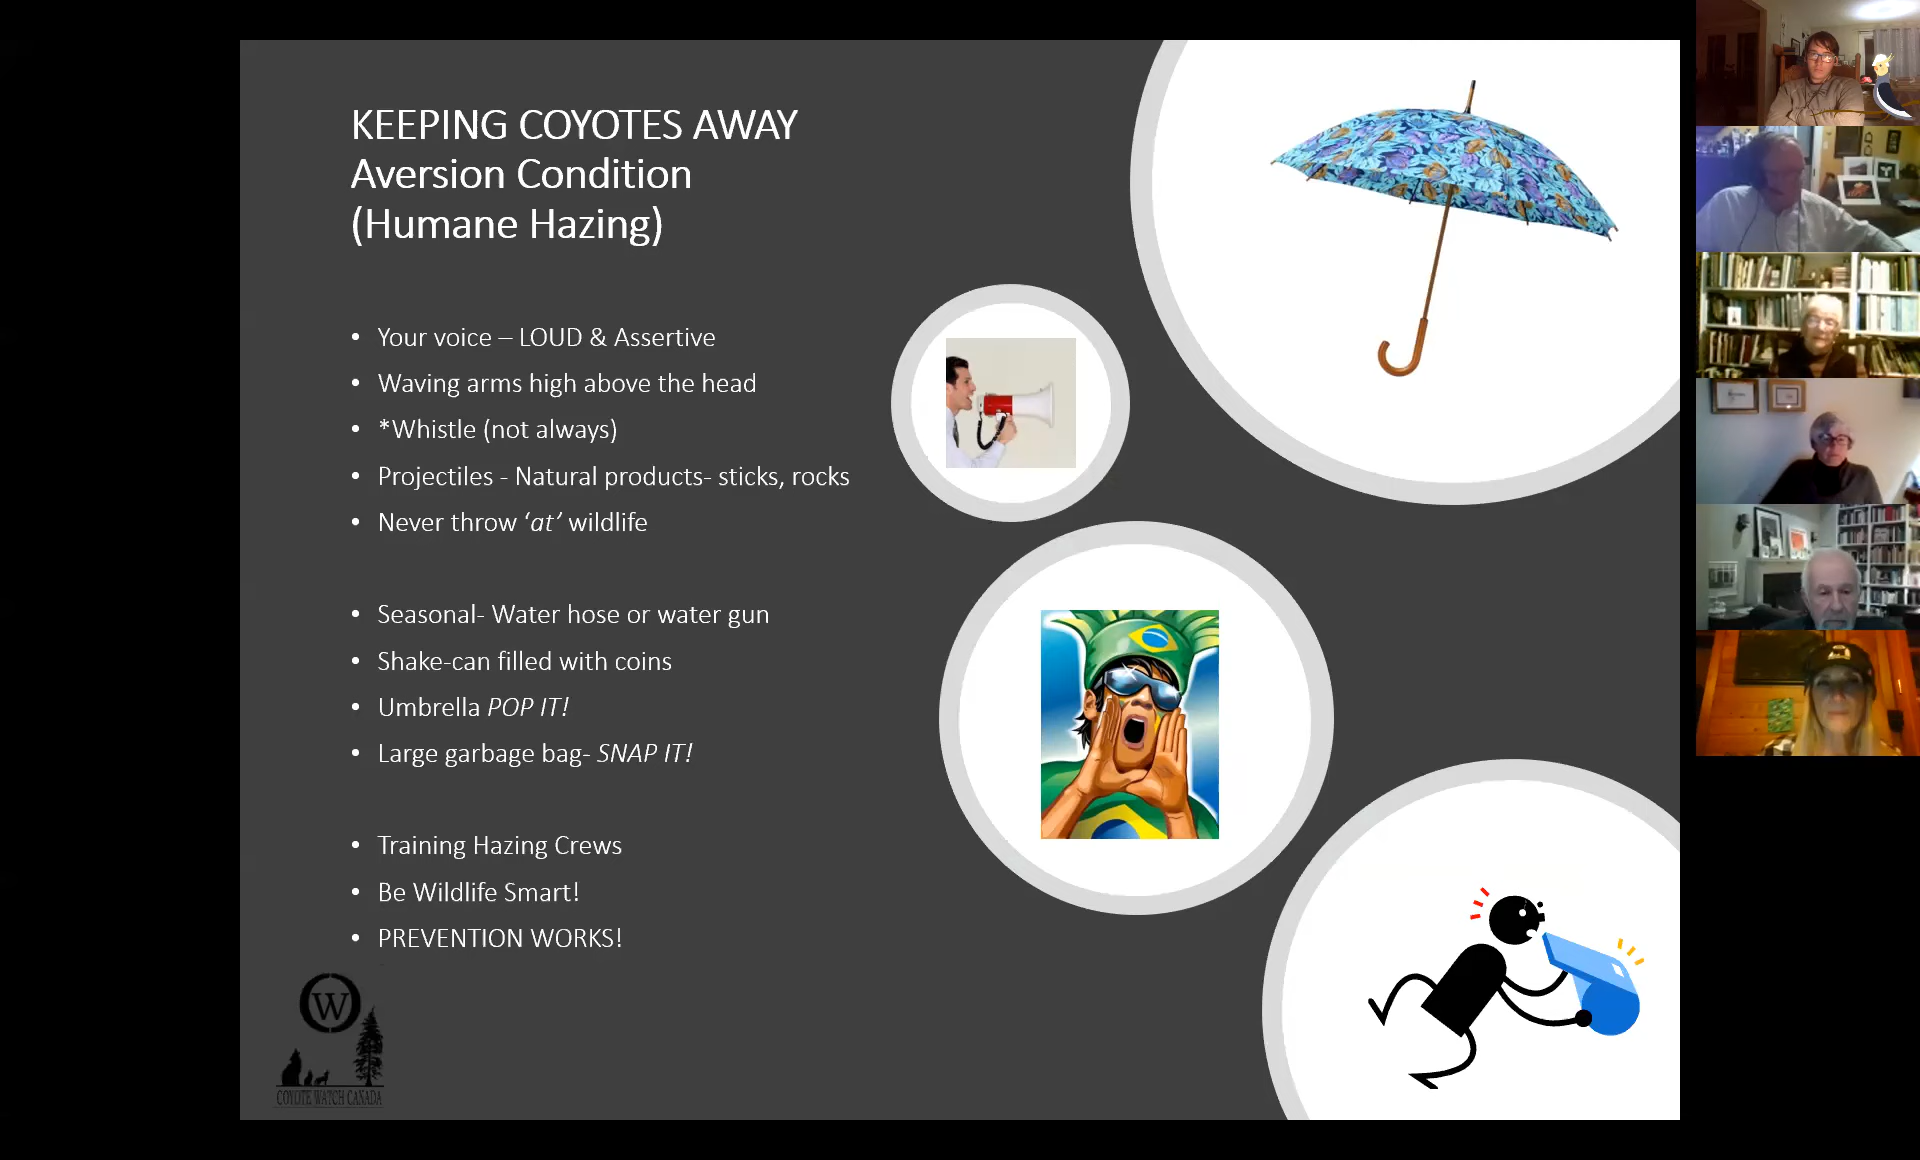 KEEPING COYOTES AWAY
Aversion Condition
(Humane Hazing)
• Your voice – LOUD & Assertive
• Waving arms high above the head
• *Whistle (not always)
• Projectiles - Natural products- sticks, rocks
• Never throw ‘at’ wildlife
• Seasonal- Water hose or water gun
• Shake-can filled with coins
• Umbrella POP IT!
• Large garbage bag- SNAP IT!
• Training Hazing Crews
• Be Wildlife Smart!
• PREVENTION WORKS!
W
COYOTE WATCH CANADA